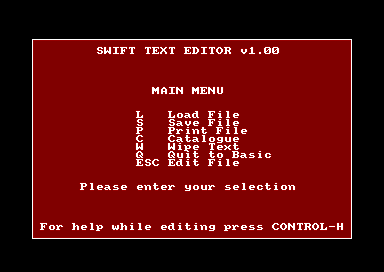 SWIFT TEXT EDITOR v1.00
MAIN MENU
L Load File
S Save File
P Print File
C Catalogue
W Wipe Text
Q Quit to Basic
ESC Edit File
Please enter your selection
For help while editing press CONTROL-H